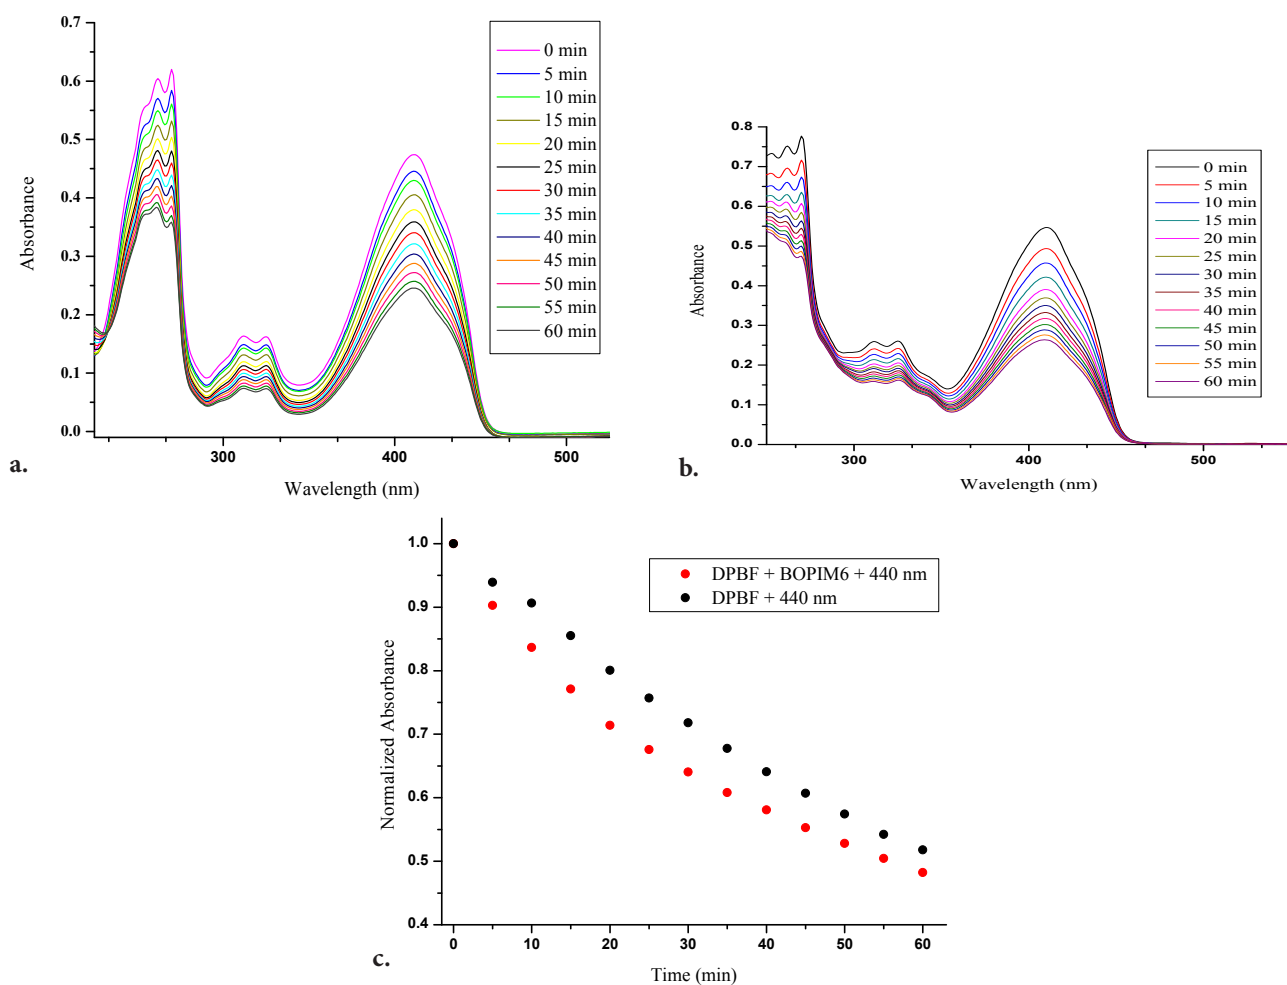 0.7
0.6
0.5
0.4
0.3
0.2
0.1
0.0
Absorbance
300
400
500
Wavelength (nm)
0 min
5 min
10 min
15 min
20 min
25 min
30 min
35 min
40 min
45 min
50 min
55 min
60 min
a.
0.8
0.7
0.6
0.5
0.4
0.3
0.2
0.1
0.0
Absorbance
300
400
500
Wavelength (nm)
0 min
5 min
10 min
15 min
20 min
25 min
30 min
35 min
40 min
45 min
50 min
55 min
60 min
b.
1.0
0.9
0.8
0.7
0.6
0.5
0.4
Normalized Absorbance
DPBF + BOPIM6 + 440 nm
DPBF + 440 nm
0
10
20
30
40
50
60
Time (min)
c.